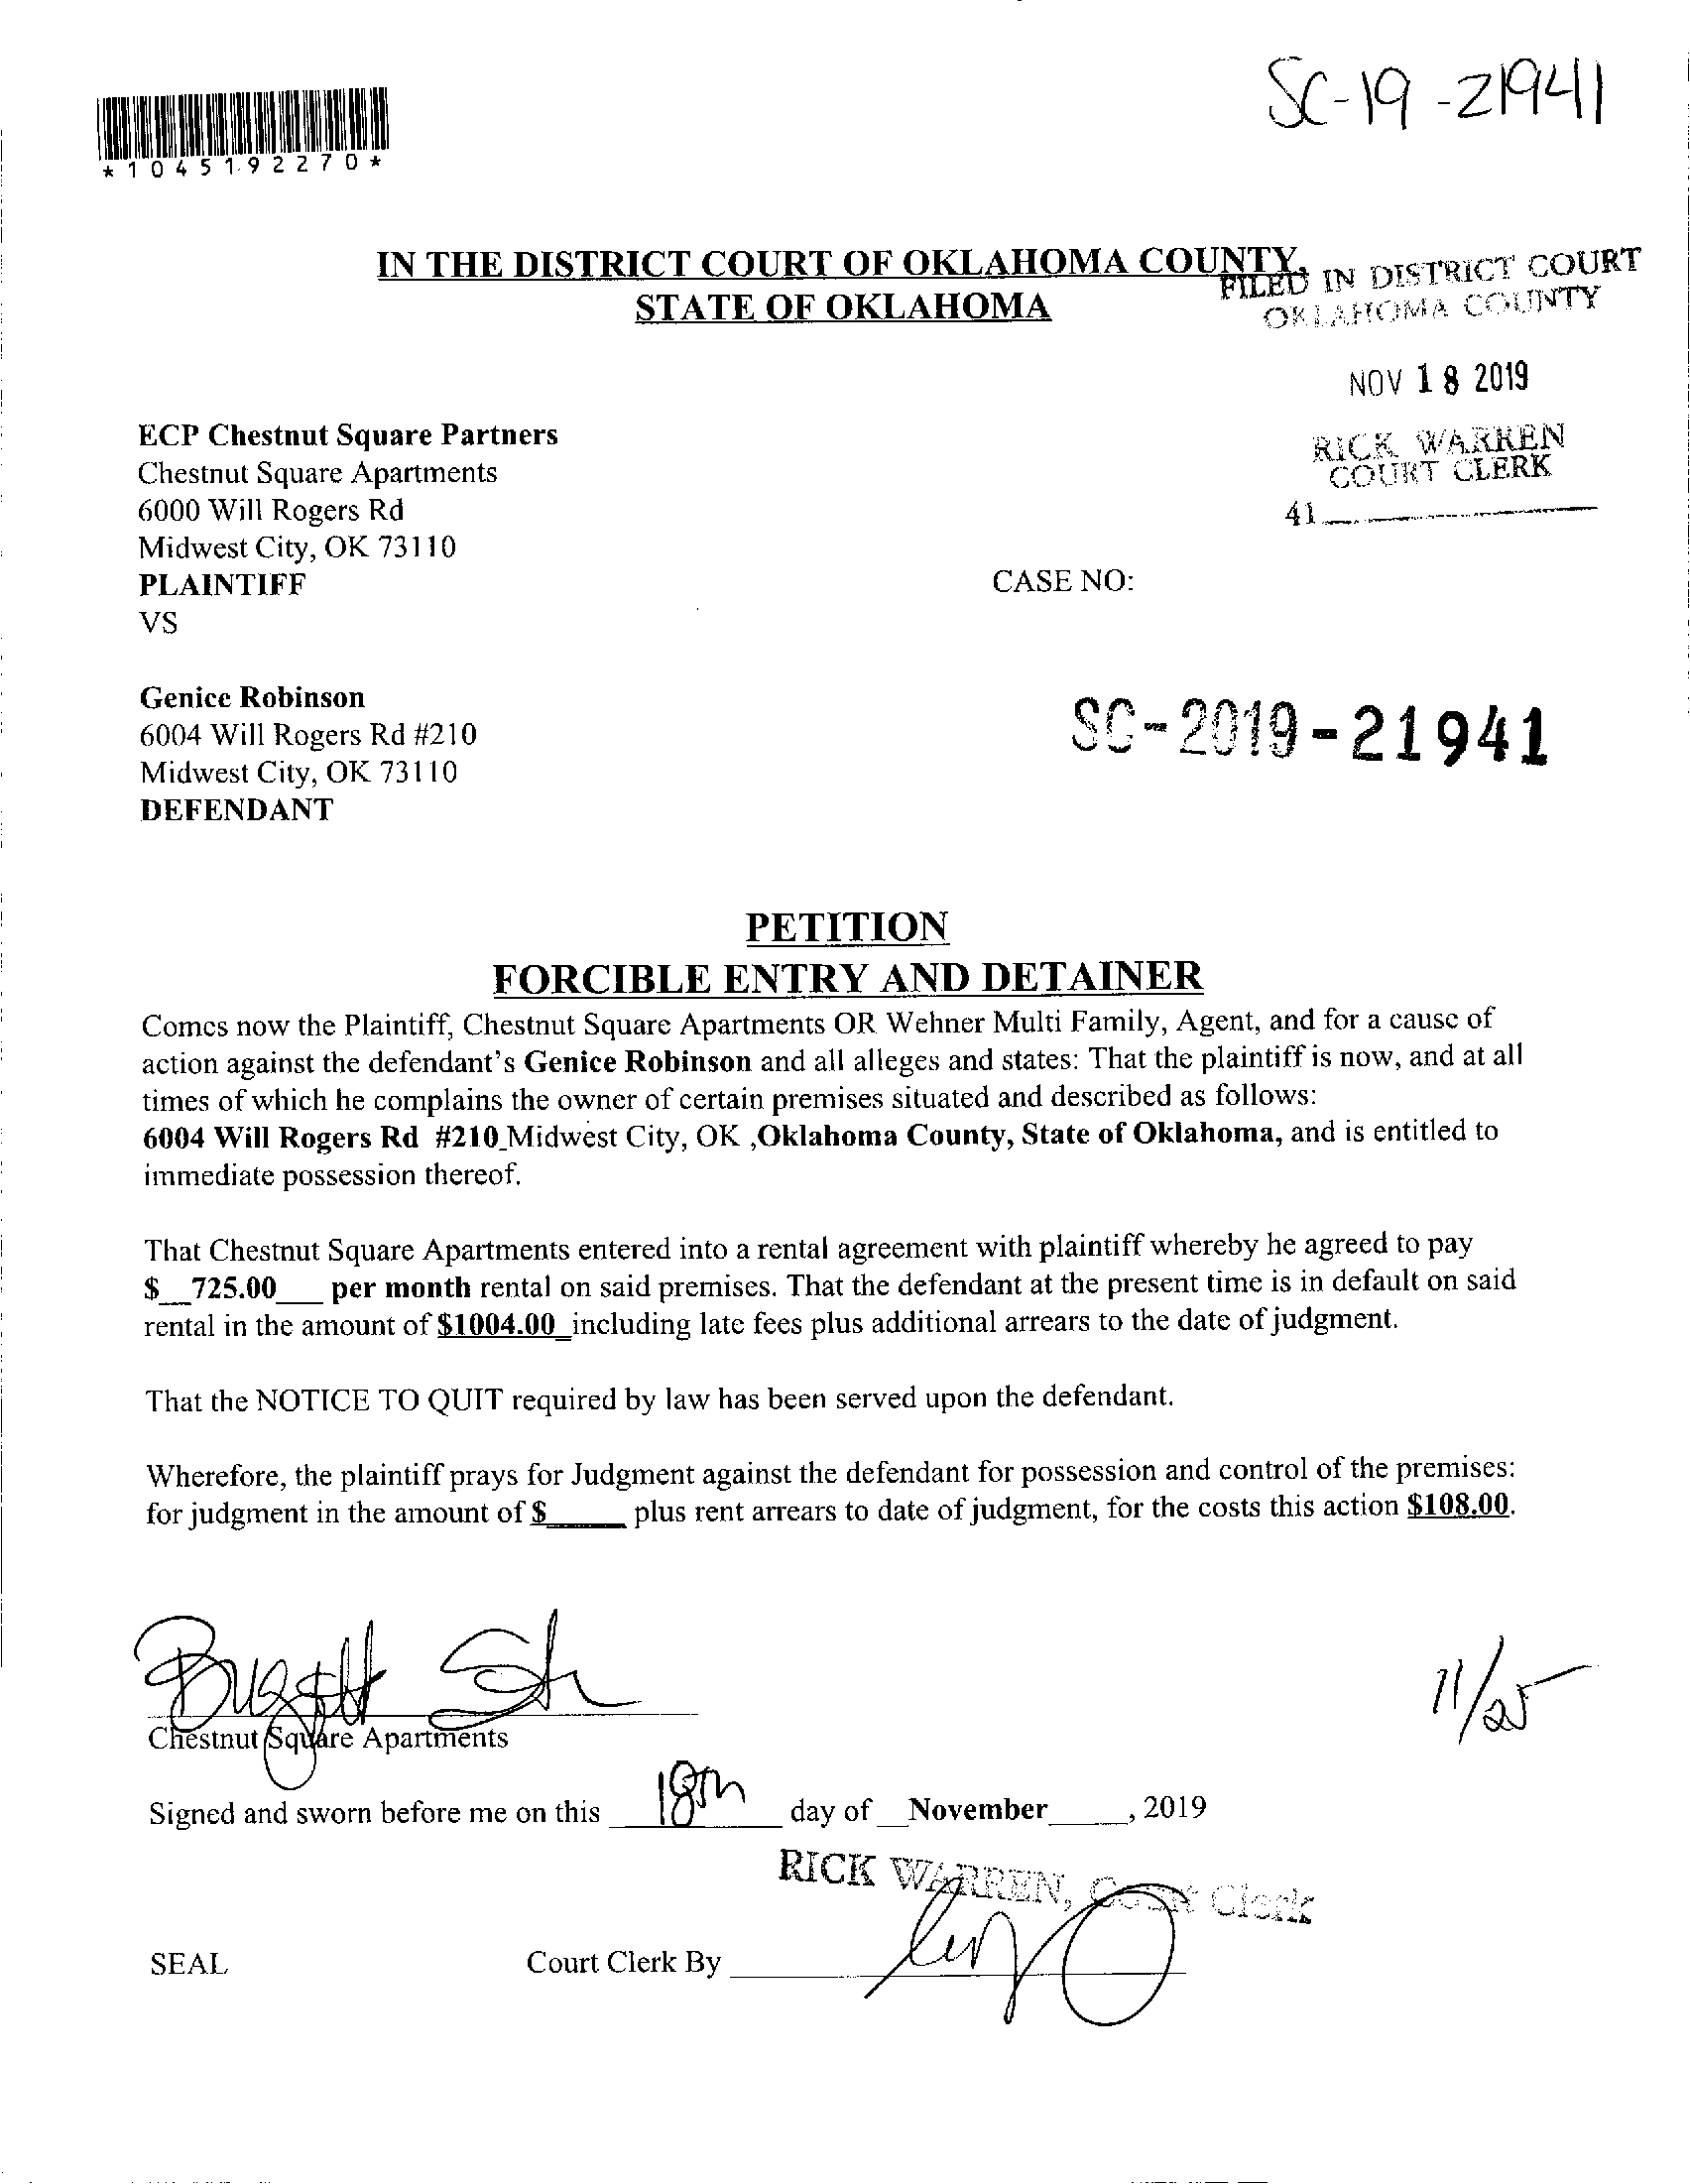 SC-19-21941
*1045192270*
IN THE DISTRICT COURT OF OKLAHOMA COUNTY,
STATE OF OKLAHOMA
FILED IN DISTRICT COURT
OKLAHOMA COUNTY
NOV 18 2019
RICK WARREN
COURT CLERK
41
ECP Chestnut Square Partners
Chestnut Square Apartments
6000 Will Rogers Rd
Midwest City, OK 73110
PLAINTIFF
CASE NO:
VS
Genice Robinson
6004 Will Rogers Rd #210
SC-2019-21941
Midwest City, OK 73110
DEFENDANT
PETITION
FORCIBLE ENTRY AND DETAINER
Comes now the Plaintiff, Chestnut Square Apartments OR Wehner Multi Family, Agent, and for a cause of
action against the defendant's Genice Robinson and all alleges and states: That the plaintiff is now, and at all
times of which he complains the owner of certain premises situated and described as follows:
6004 Will Rogers Rd #210_Midwest City, OK ,Oklahoma County, State of Oklahoma, and is entitled to
immediate possession thereof.
That Chestnut Square Apartments entered into a rental agreement with plaintiff whereby he agreed to pay
$__725.00___ per month rental on said premises. That the defendant at the present time is in default on said
rental in the amount of $1004.00_including late fees plus additional arrears to the date of judgment.
That the NOTICE TO QUIT required by law has been served upon the defendant.
Wherefore, the plaintiff prays for Judgment against the defendant for possession and control of the premises:
for judgment in the amount of $_____ plus rent arrears to date of judgment, for the costs this action $108.00.
11/25
Chestnut Square Apartments
Signed and sworn before me on this 18th day of __November_____, 2019
RICK WARREN, Court Clerk
SEAL Court Clerk By